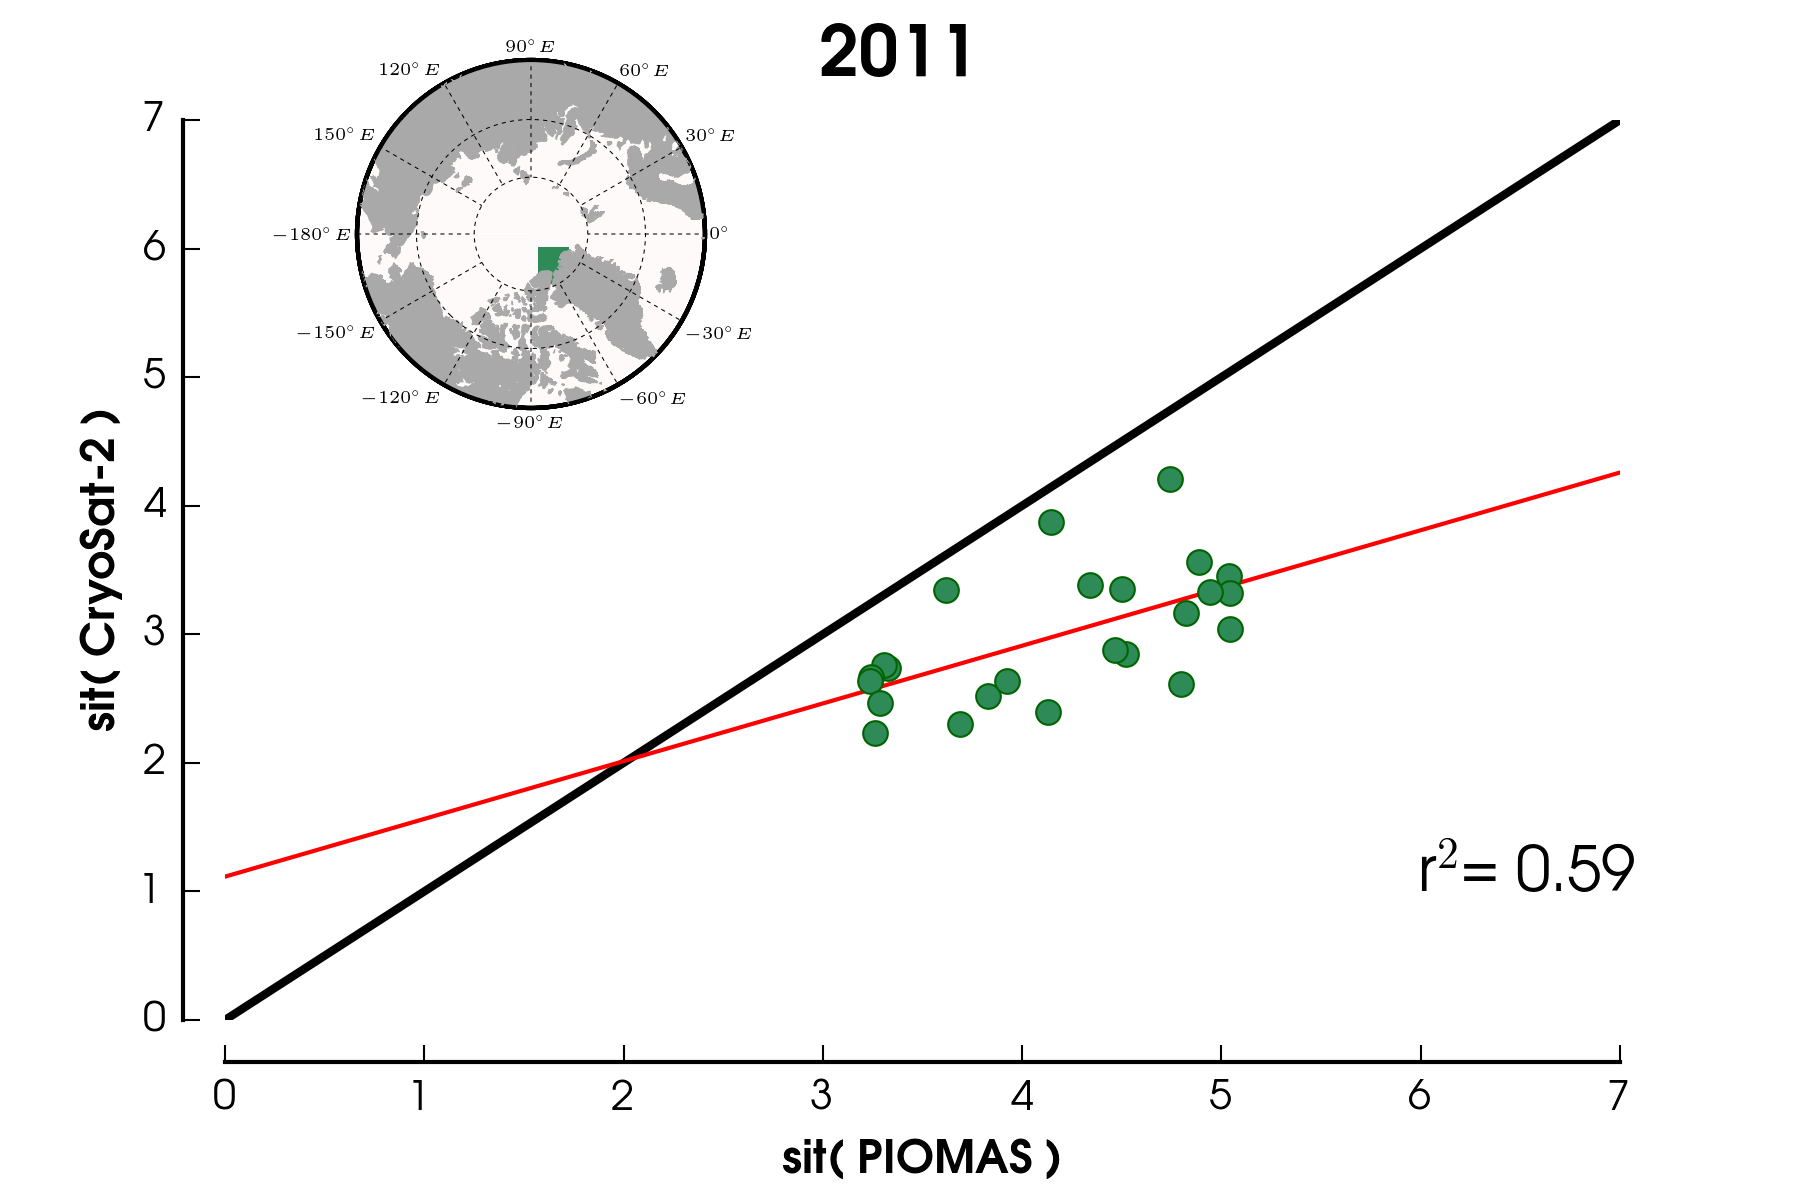 2011
90° E
120° E
60° E
150° E
30° E
−180° E
0°
−150° E
−30° E
−120° E
−60° E
−90° E
7
6
5
4
3
2
1
0
sit( CryoSat-2 )
r²= 0.59
0 1 2 3 4 5 6 7
sit( PIOMAS )